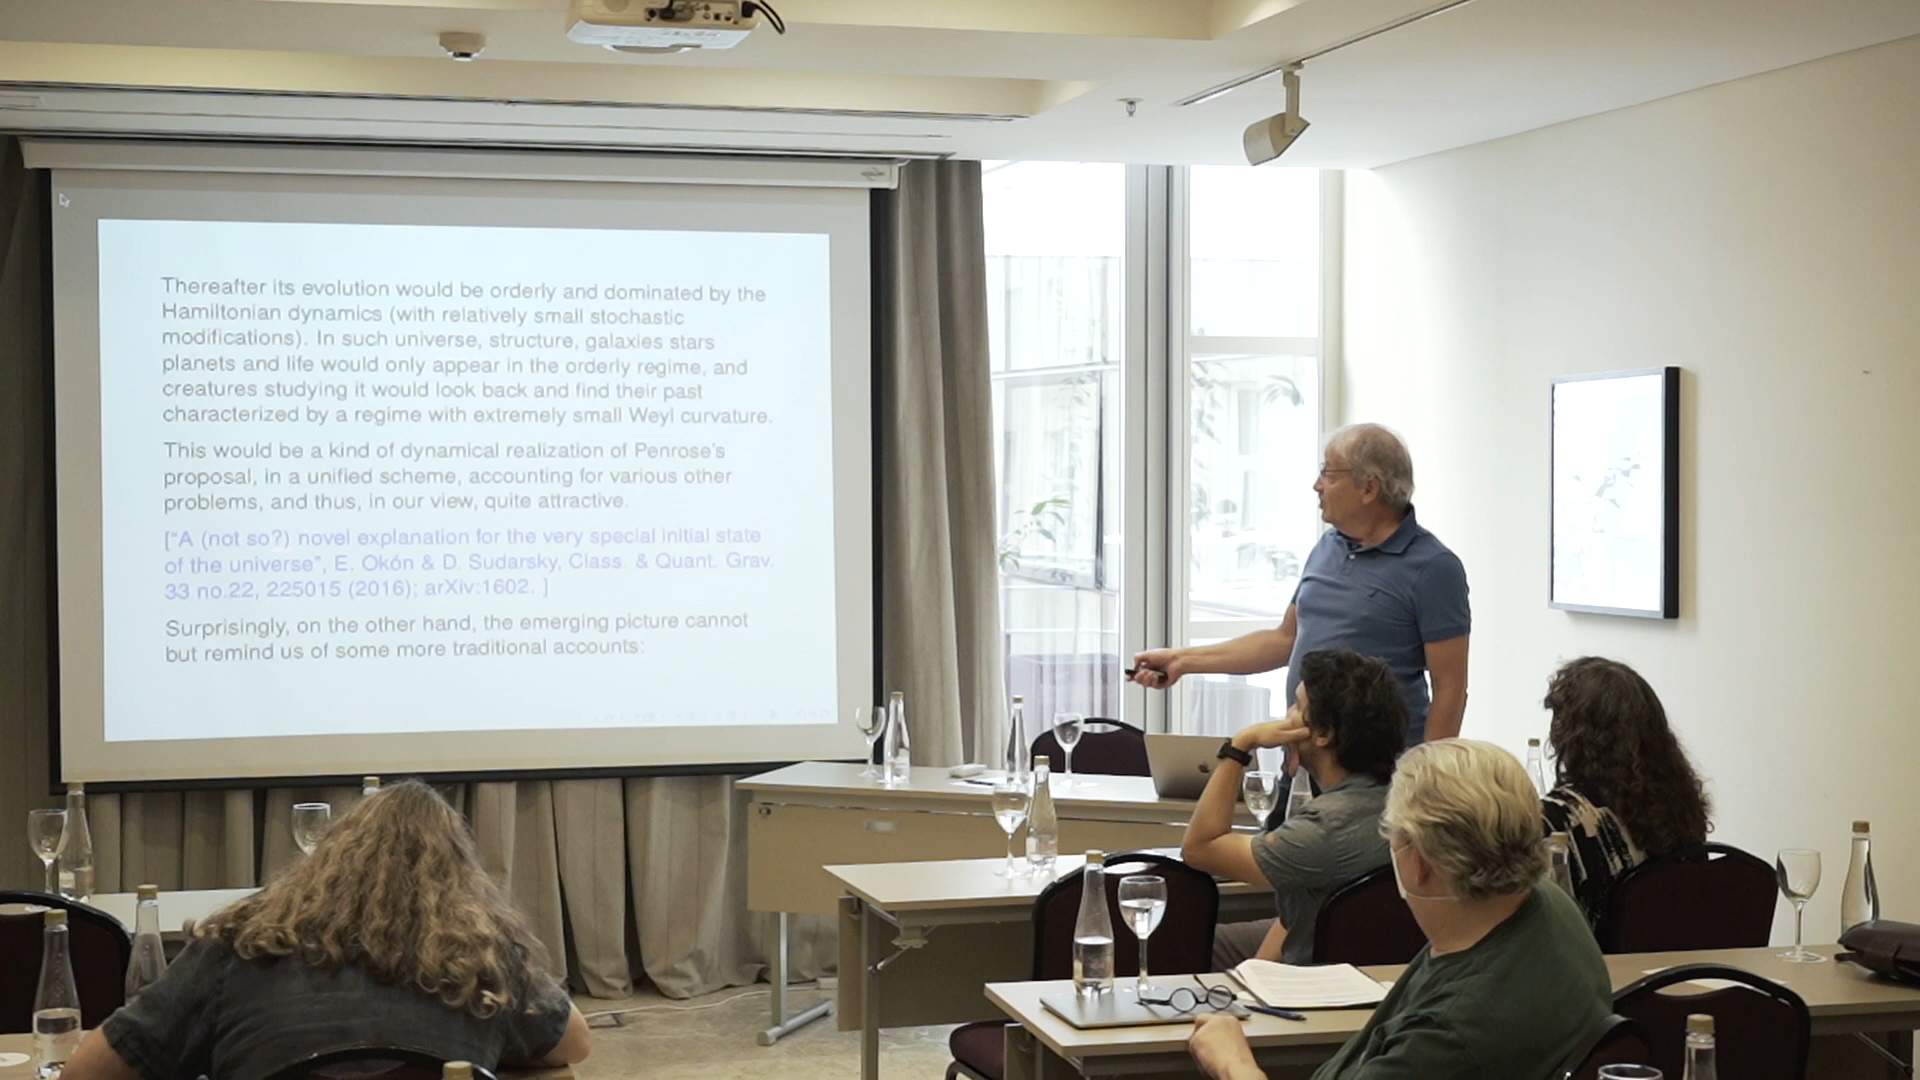 Thereafter its evolution would be orderly and dominated by the
Hamiltonian dynamics (with relatively small stochastic
modifications). In such universe, structure, galaxies stars
planets and life would only appear in the orderly regime, and
creatures studying it would look back and find their past
characterized by a regime with extremely small Weyl curvature.
This would be a kind of dynamical realization of Penrose's
proposal, in a unified scheme, accounting for various other
problems, and thus, in our view, quite attractive.
["A (not so?) novel explanation for the very special initial state
of the universe", E. Okón & D. Sudarsky, Class. & Quant. Grav.
33 no.22, 225015 (2016); arXiv:1602. ]
Surprisingly, on the other hand, the emerging picture cannot
but remind us of some more traditional accounts: